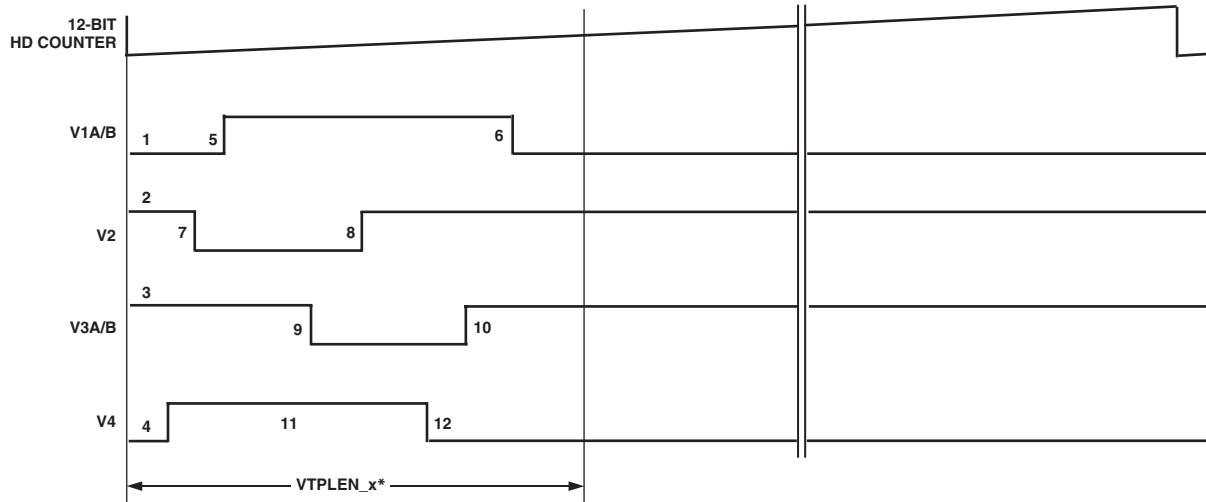 12-BIT
HD COUNTER
V1A/B
1
5
6
2
V2
7
8
3
V3A/B
9
10
V4
4
11
12
VTPLEN_x*